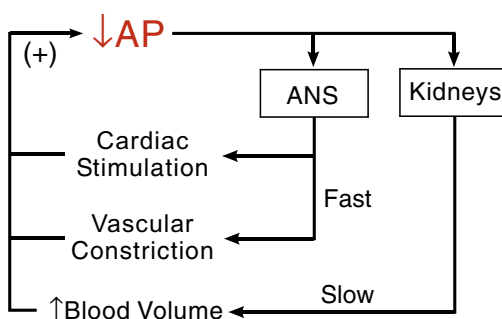 ↓AP
(+)
ANS
Kidneys
Cardiac
Stimulation
Fast
Vascular
Constriction
Slow
↑Blood Volume